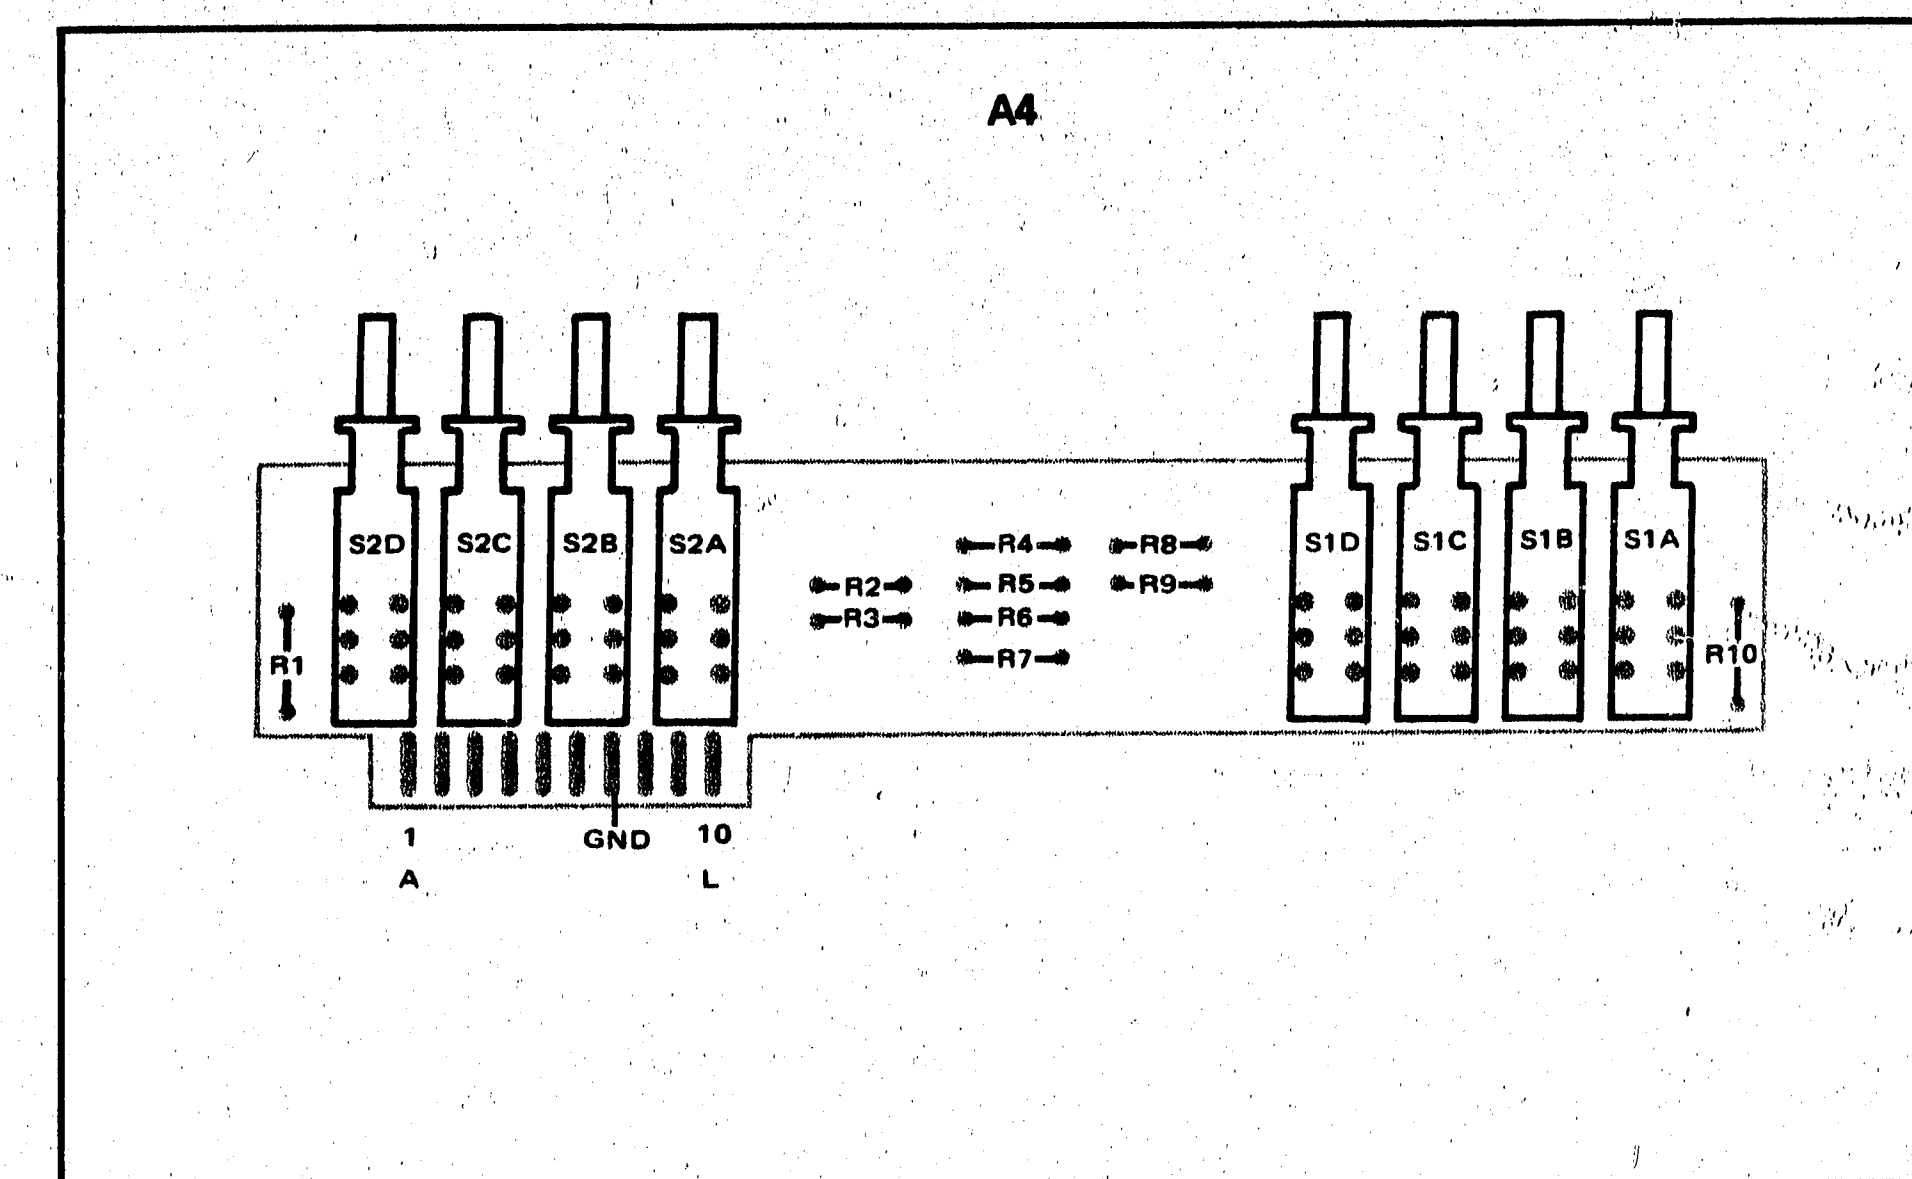 A4
S2D S2C S2B S2A R4 R8 S1D S1C S1B S1A
R2 R5 R9
R3 R6
R1 R7 R10
1 GND 10
A L